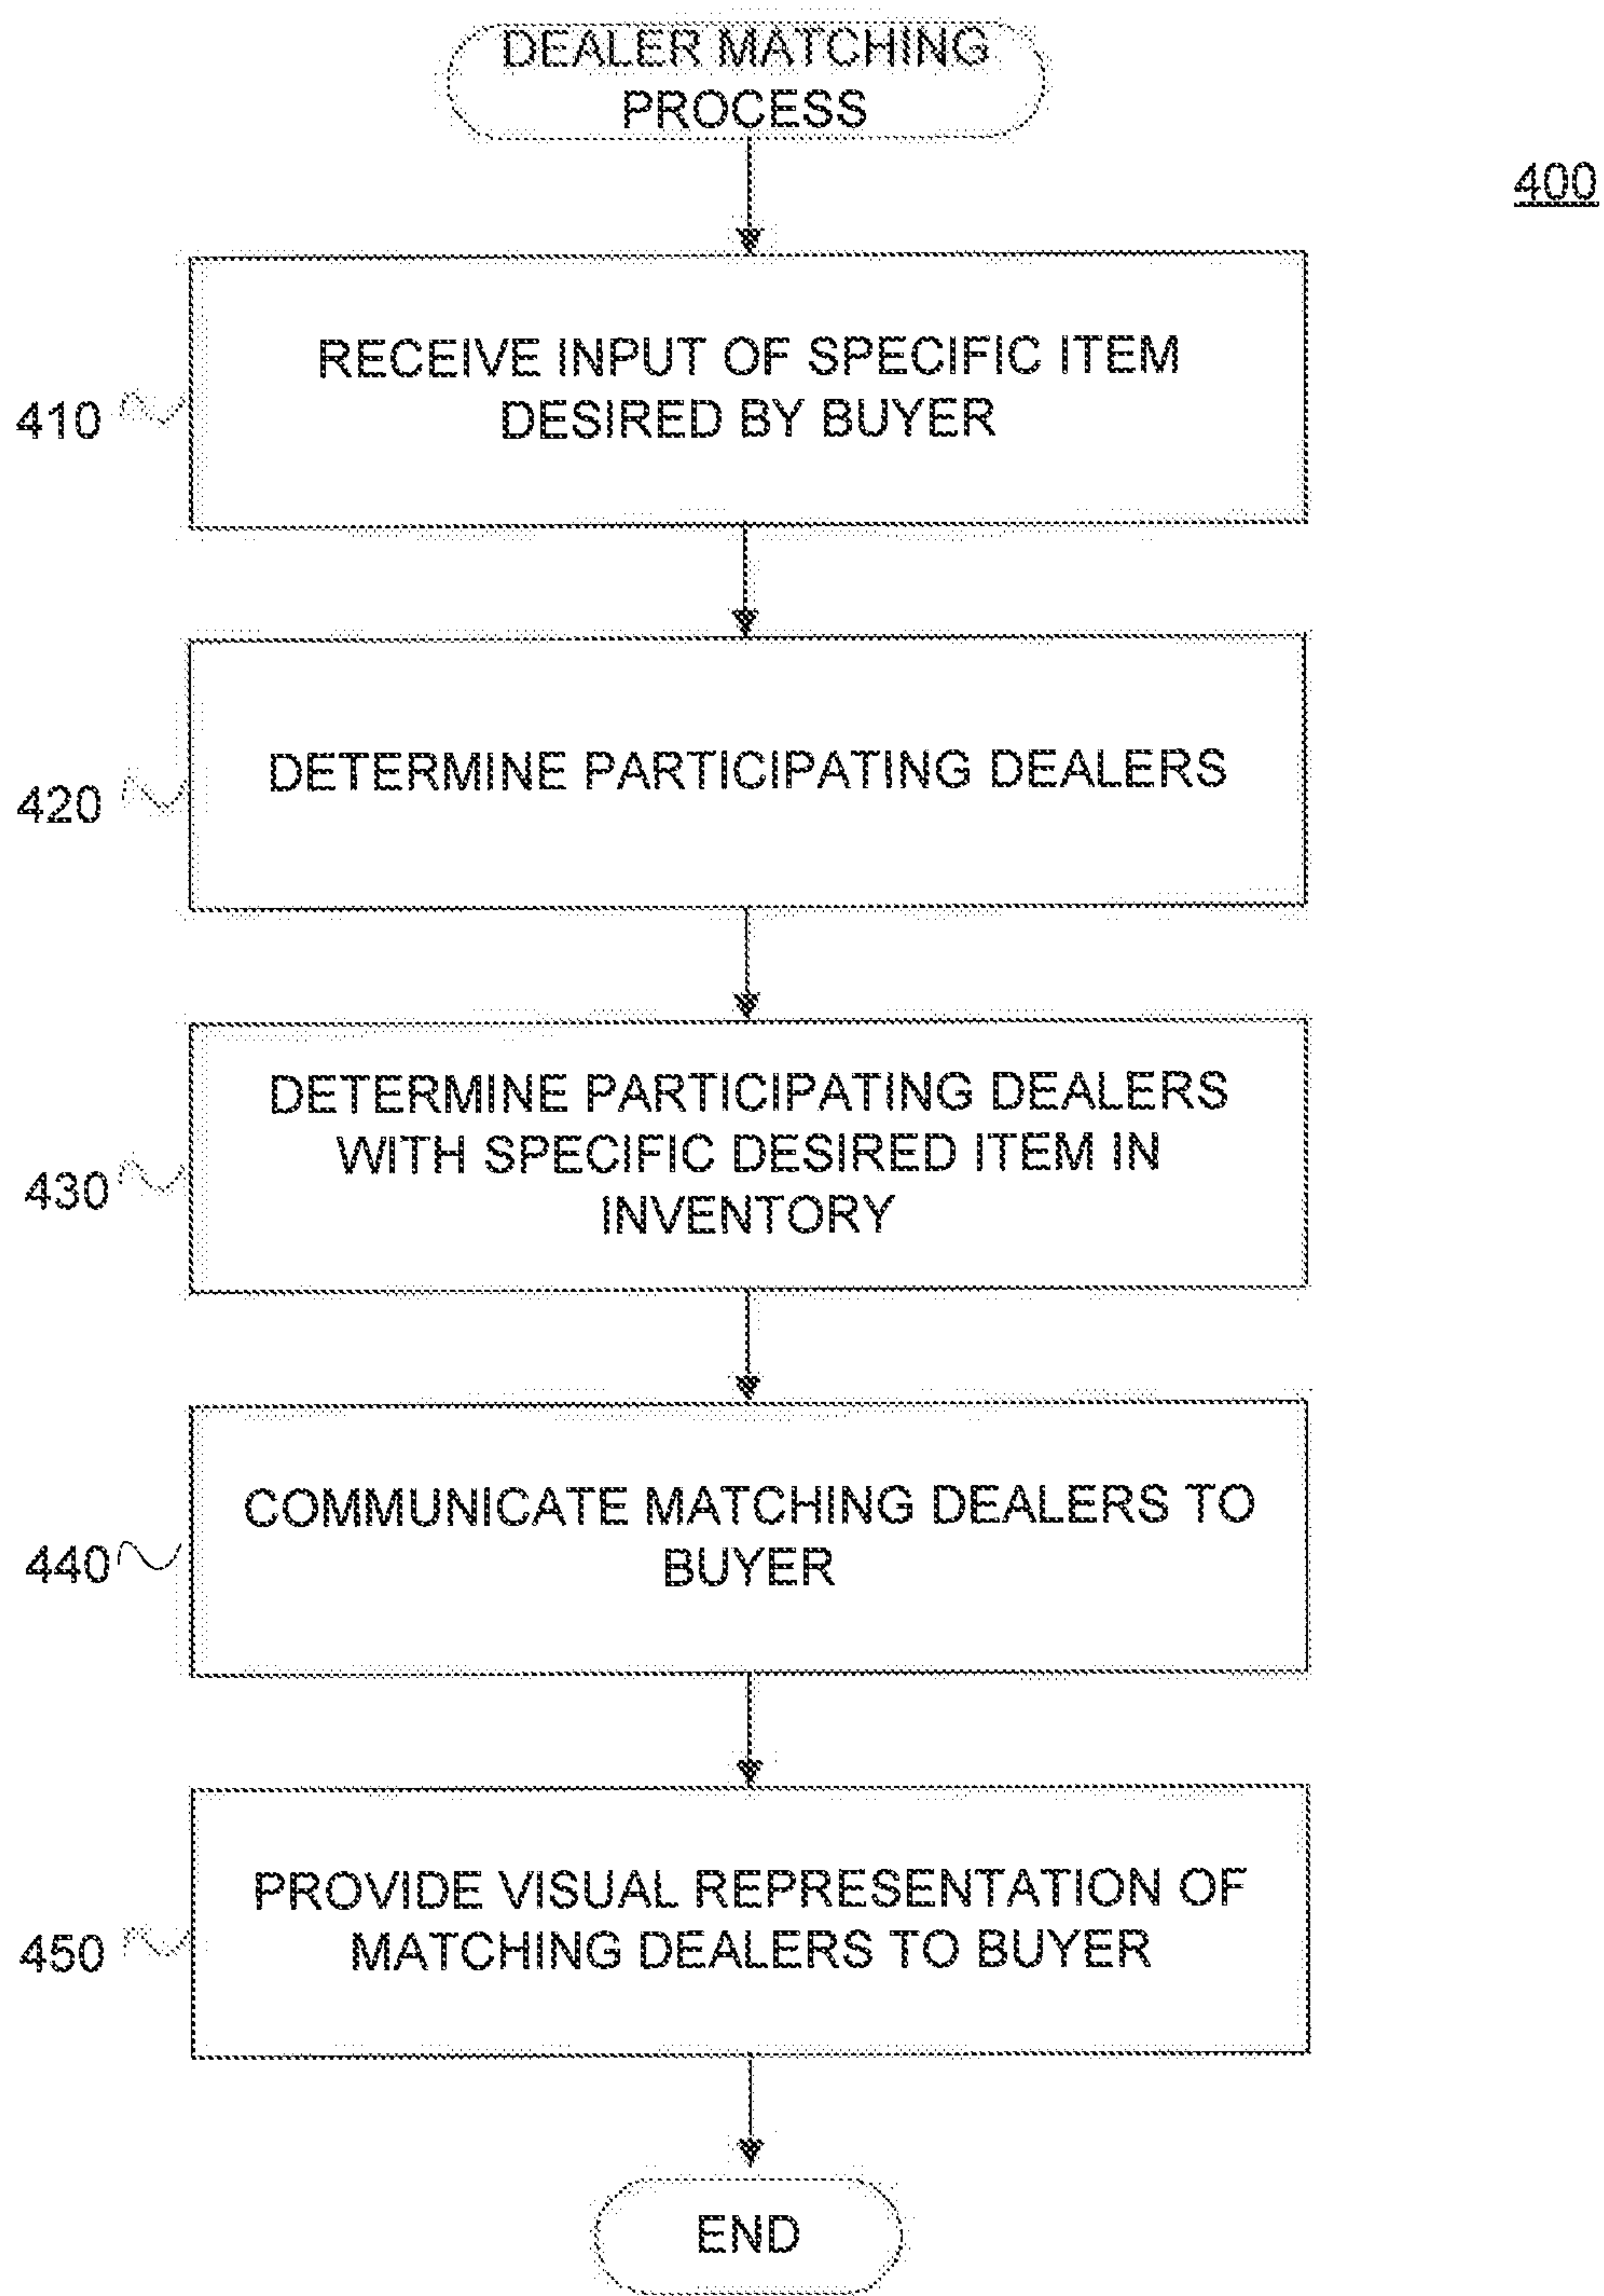 DEALER MATCHING
PROCESS
400
RECEIVE INPUT OF SPECIFIC ITEM
DESIRED BY BUYER
410
DETERMINE PARTICIPATING DEALERS
420
DETERMINE PARTICIPATING DEALERS
WITH SPECIFIC DESIRED ITEM IN
INVENTORY
430
COMMUNICATE MATCHING DEALERS TO
BUYER
440
PROVIDE VISUAL REPRESENTATION OF
MATCHING DEALERS TO BUYER
450
END